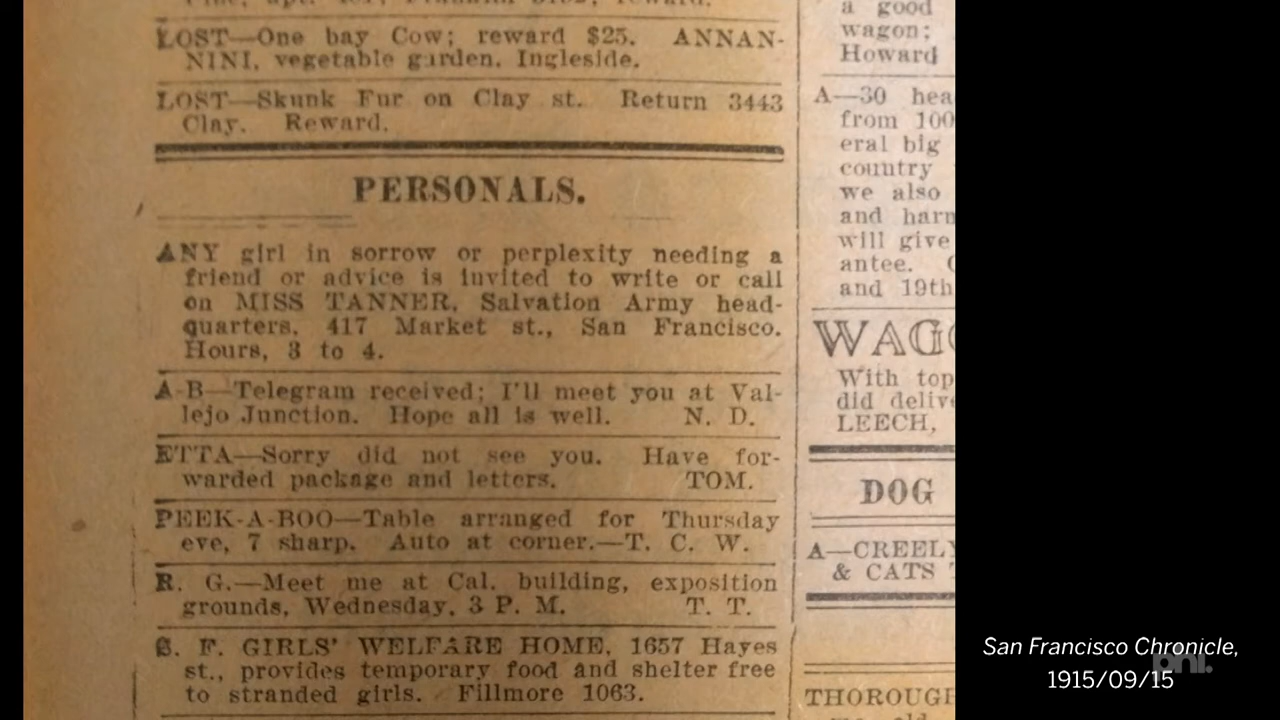 LOST—One bay Cow; reward $25. ANNAN-
NINI, vegetable garden, Ingleside.
LOST—Skunk Fur on Clay st. Return 3443
Clay. Reward.
PERSONALS.
ANY girl in sorrow or perplexity needing a
friend or advice is invited to write or call
on MISS TANNER, Salvation Army head-
quarters, 417 Market st., San Francisco.
Hours, 3 to 4.
A-B—Telegram received; I'll meet you at Val-
lejo Junction. Hope all is well. N. D.
ETTA—Sorry did not see you. Have for-
warded package and letters. TOM.
PEEK-A-BOO—Table arranged for Thursday
eve, 7 sharp. Auto at corner.—T. C. W.
R. G.—Meet me at Cal. building, exposition
grounds, Wednesday, 3 P. M. T. T.
S. F. GIRLS' WELFARE HOME, 1657 Hayes
st., provides temporary food and shelter free
to stranded girls. Fillmore 1063.
a good
wagon;
Howard
A—30 hea
from 100
eral big
country
we also
and harn
will give
antee.
and 19th
WAG
With top
did delive
LEECH,
DOG
A—CREELY
& CATS
THOROUGH
San Francisco Chronicle,
1915/09/15